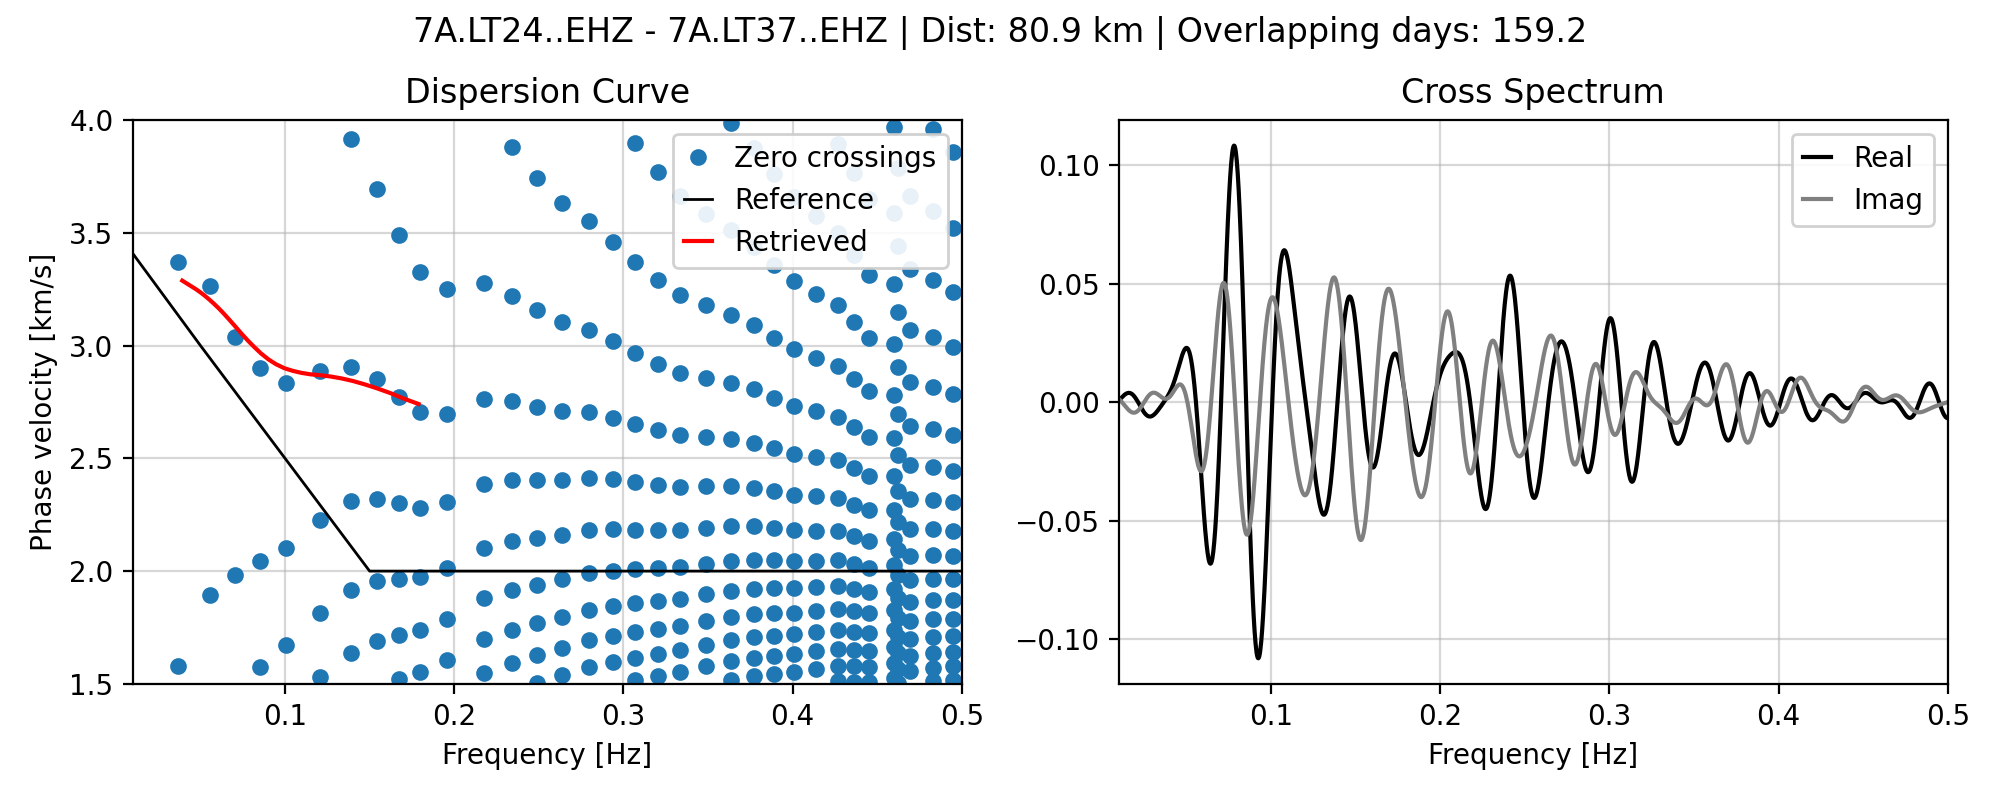 7A.LT24..EHZ - 7A.LT37..EHZ | Dist: 80.9 km | Overlapping days: 159.2
Dispersion Curve
4.0
3.5
3.0
2.5
2.0
1.5
Phase velocity [km/s]
0.1
0.2
0.3
0.4
0.5
Frequency [Hz]
Zero crossings
Reference
Retrieved
Cross Spectrum
0.10
0.05
0.00
−0.05
−0.10
0.1
0.2
0.3
0.4
0.5
Frequency [Hz]
Real
Imag